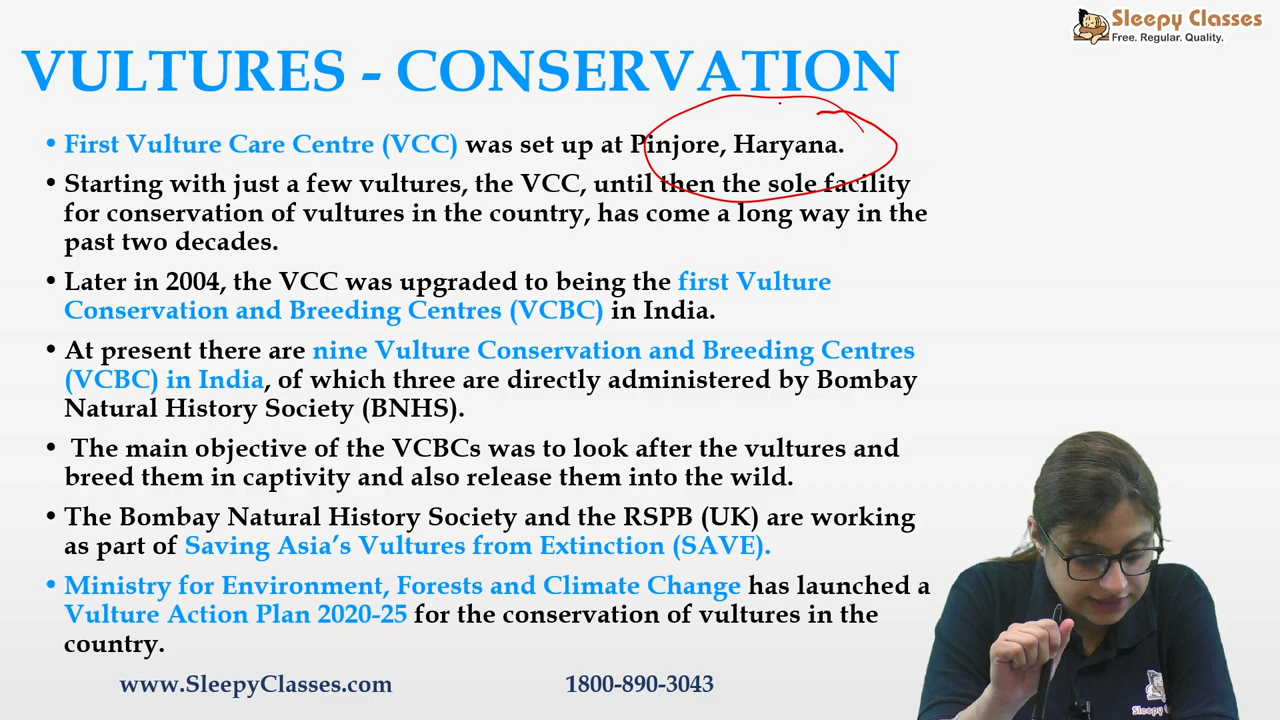 Sleepy Classes
Free. Regular. Quality.
VULTURES - CONSERVATION
• First Vulture Care Centre (VCC) was set up at Pinjore, Haryana.
• Starting with just a few vultures, the VCC, until then the sole facility
for conservation of vultures in the country, has come a long way in the
past two decades.
• Later in 2004, the VCC was upgraded to being the first Vulture
Conservation and Breeding Centres (VCBC) in India.
• At present there are nine Vulture Conservation and Breeding Centres
(VCBC) in India, of which three are directly administered by Bombay
Natural History Society (BNHS).
• The main objective of the VCBCs was to look after the vultures and
breed them in captivity and also release them into the wild.
• The Bombay Natural History Society and the RSPB (UK) are working
as part of Saving Asia’s Vultures from Extinction (SAVE).
• Ministry for Environment, Forests and Climate Change has launched a
Vulture Action Plan 2020-25 for the conservation of vultures in the
country.
www.SleepyClasses.com
1800-890-3043